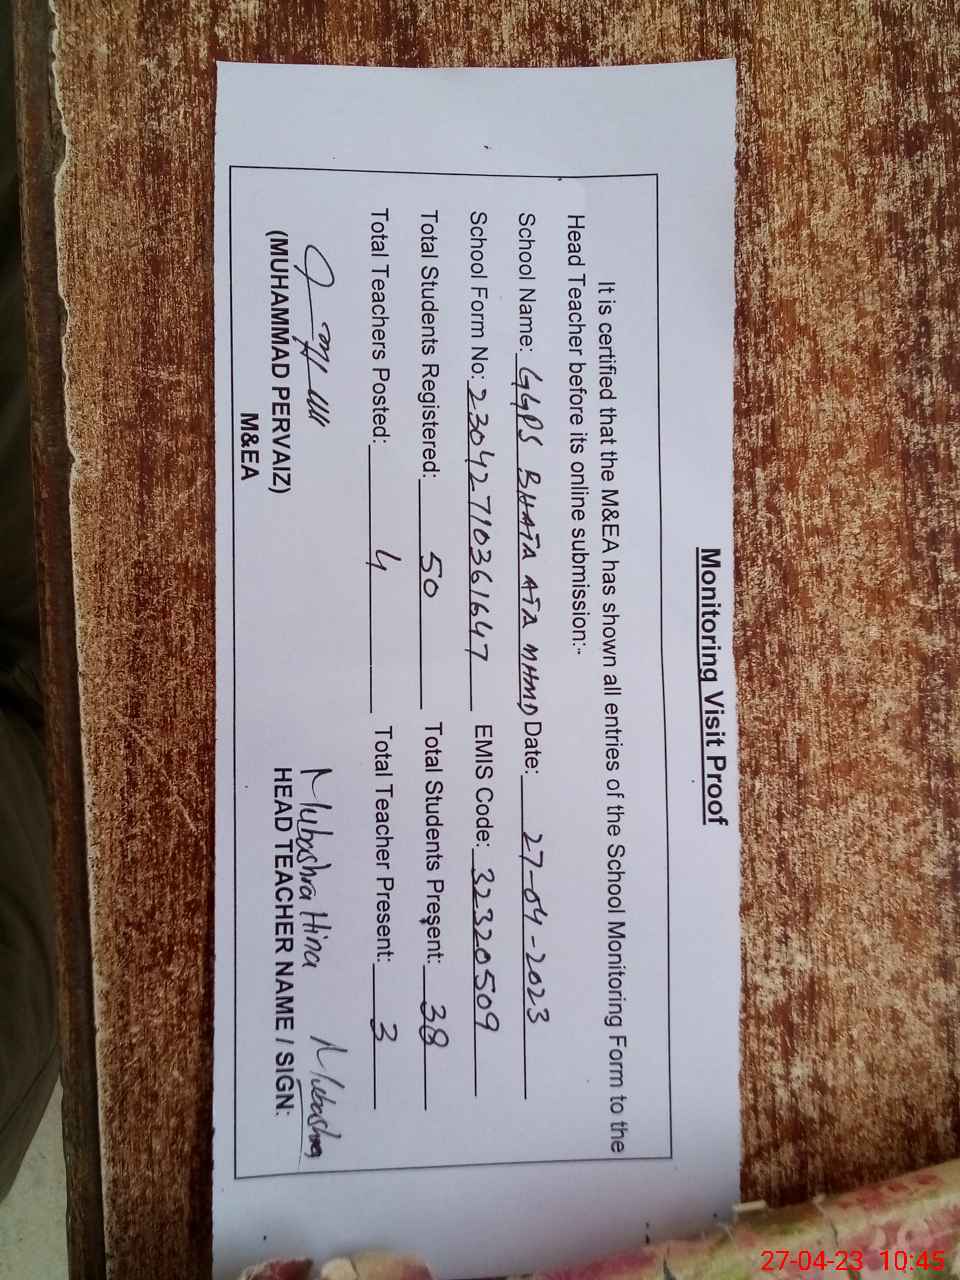 Monitoring Visit Proof
It is certified that the M&EA has shown all entries of the School Monitoring Form to the
Head Teacher before its online submission:-
School Name: GGPS BHATA ATA MHMD Date: 27-04-2023
School Form No: 23042710361647 EMIS Code: 32320509
Total Students Registered: 50 Total Students Present: 38
Total Teachers Posted: 4 Total Teacher Present: 3
Mubashra Hina Mubashra
(MUHAMMAD PERVAIZ) HEAD TEACHER NAME / SIGN:
M&EA
27-04-23 10:45